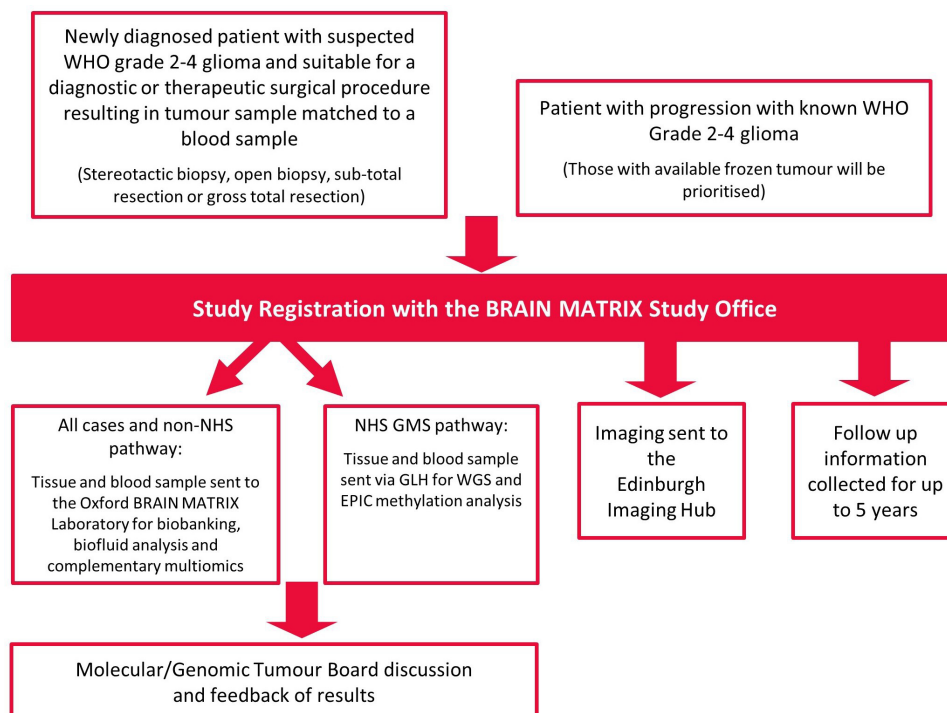 Newly diagnosed patient with suspected
WHO grade 2-4 glioma and suitable for a
diagnostic or therapeutic surgical procedure
resulting in tumour sample matched to a
blood sample
(Stereotactic biopsy, open biopsy, sub-total
resection or gross total resection)
Patient with progression with known WHO
Grade 2-4 glioma
(Those with available frozen tumour will be
prioritised)
Study Registration with the BRAIN MATRIX Study Office
All cases and non-NHS
pathway:
Tissue and blood sample sent to
the Oxford BRAIN MATRIX
Laboratory for biobanking,
biofluid analysis and
complementary multiomics
NHS GMS pathway:
Tissue and blood sample
sent via GLH for WGS and
EPIC methylation analysis
Imaging sent to
the
Edinburgh
Imaging Hub
Follow up
information
collected for up
to 5 years
Molecular/Genomic Tumour Board discussion
and feedback of results